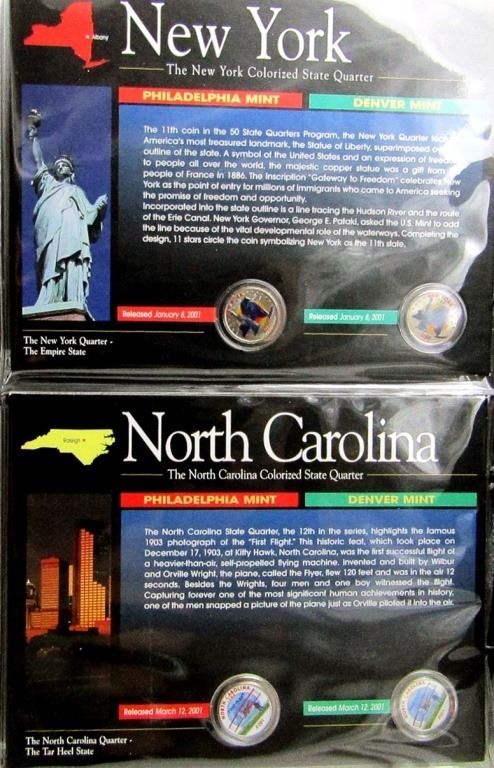 Albany
New York
The New York Colorized State Quarter
PHILADELPHIA MINT
DENVER MINT
The 11th coin in the 50 State Quarters Program, the New York Quarter
America's most treasured landmark, the Statue of Liberty, superimposed
outline of the state. A symbol of the United States and an expression of
to people all over the world, the majestic copper statue was a gift from
people of France in 1886. The inscription "Gateway to Freedom" celebrates New
York as the point of entry for millions of immigrants who came to America seeking
the promise of freedom and opportunity.
Incorporated into the state outline is a line tracing the Hudson River and the route
of the Erie Canal. New York Governor, George E. Pataki, asked the U.S. Mint to add
the line because of the vital developmental role of the waterways. Completing the
design, 11 stars circle the coin symbolizing New York as the 11th state.
Released January 8, 2001
Released January 8, 2001
The New York Quarter -
The Empire State
Raleigh
North Carolina
The North Carolina Colorized State Quarter
PHILADELPHIA MINT
DENVER MINT
The North Carolina State Quarter, the 12th in the series, highlights the famous
1903 photograph of the "First Flight." This historic feat, which took place on
December 17, 1903, at Kitty Hawk, North Carolina, was the first successful flight of
a heavier-than-air, self-propelled flying machine. Invented and built by Wilbur
and Orville Wright, the plane, called the Flyer, flew 120 feet and was in the air 12
seconds. Besides the Wrights, four men and one boy witnessed the flight.
Capturing forever one of the most significant human achievements in history,
one of the men snapped a picture of the plane just as Orville piloted it into the air.
Released March 12, 2001
NORTH CAROLINA
2001
Released March 12, 2001
The North Carolina Quarter -
The Tar Heel State